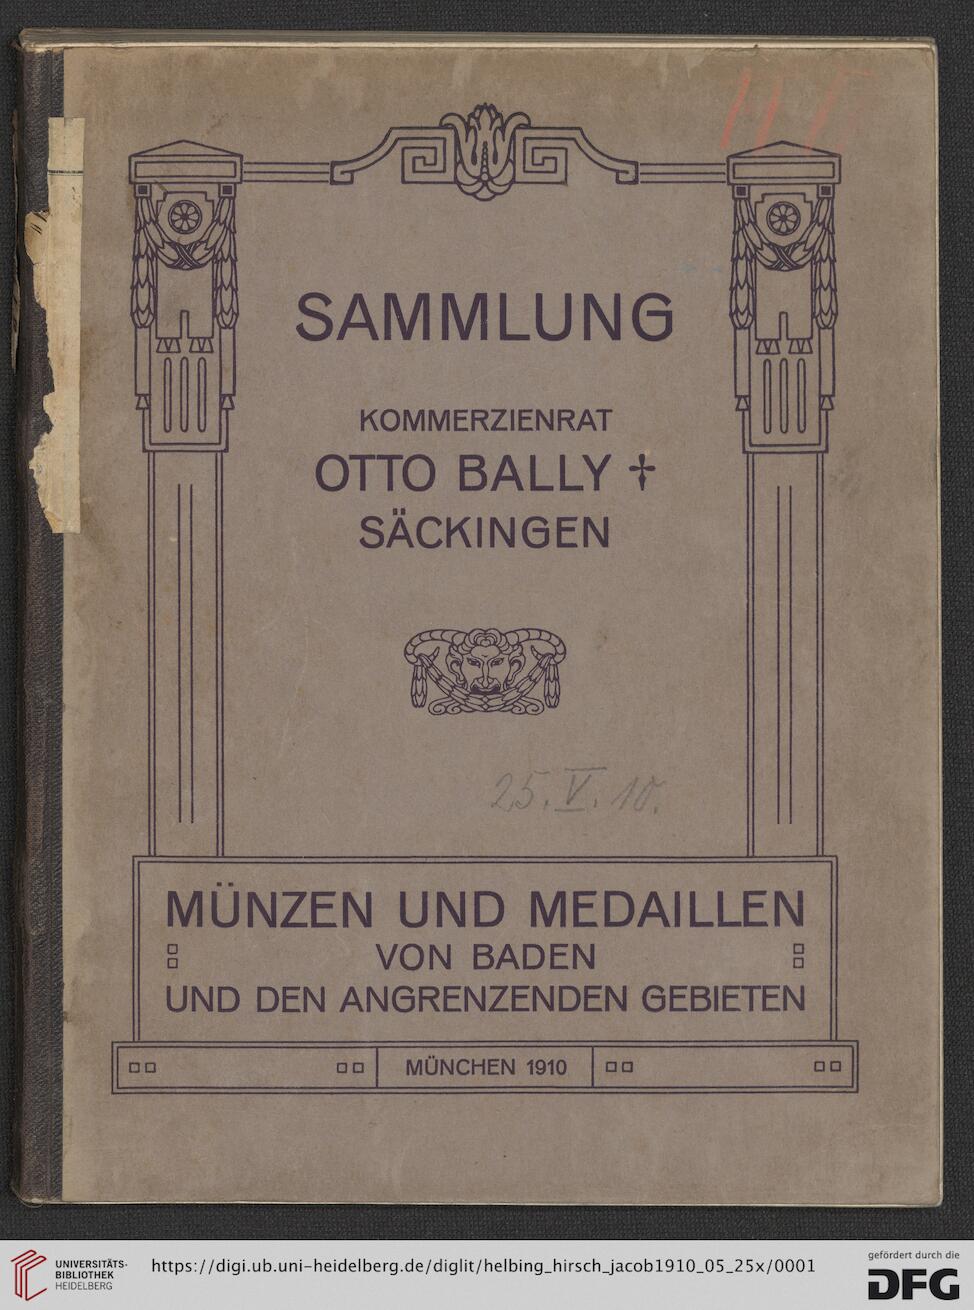 SAMMLUNG
KOMMERZIENRAT
OTTO BALLY †
SÄCKINGEN
25. V. 10.
MÜNZEN UND MEDAILLEN
VON BADEN
UND DEN ANGRENZENDEN GEBIETEN
MÜNCHEN 1910
UNIVERSITÄTS-
BIBLIOTHEK
HEIDELBERG
https://digi.ub.uni-heidelberg.de/diglit/helbing_hirsch_jacob1910_05_25x/0001
gefördert durch die
DFG